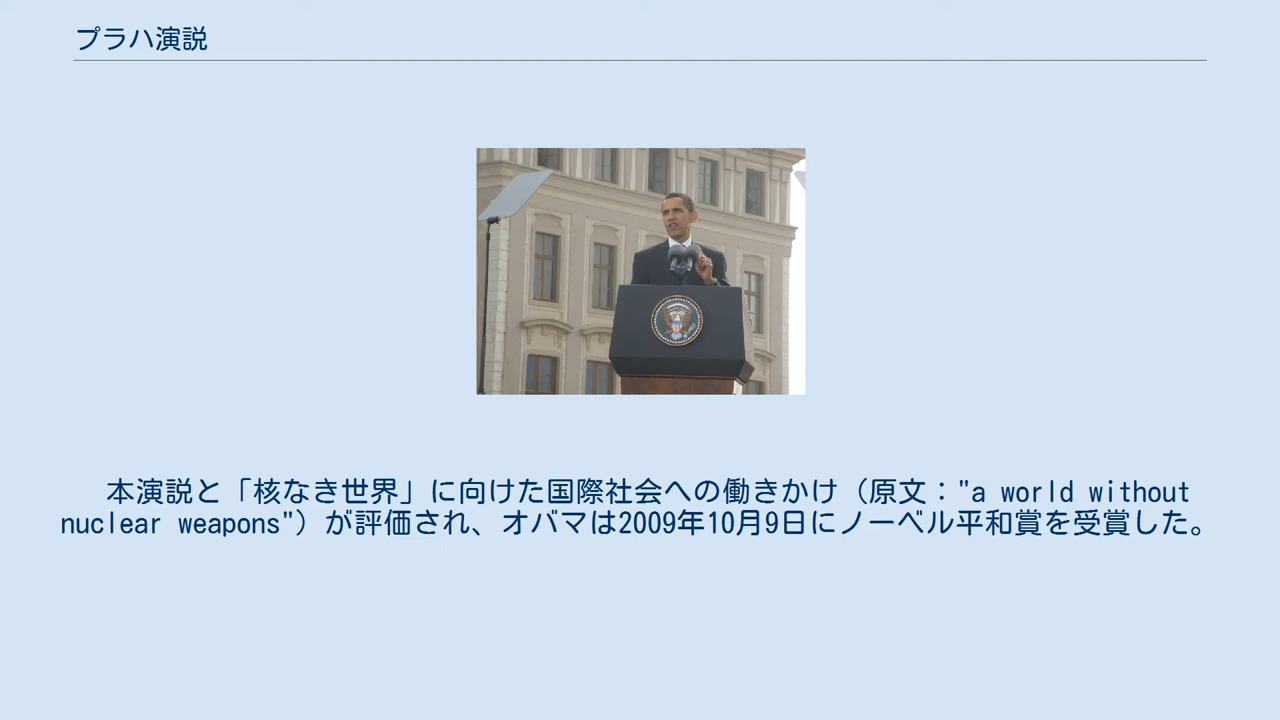 プラハ演説
本演説と「核なき世界」に向けた国際社会への働きかけ（原文："a world without
nuclear weapons"）が評価され、オバマは2009年10月9日にノーベル平和賞を受賞した。